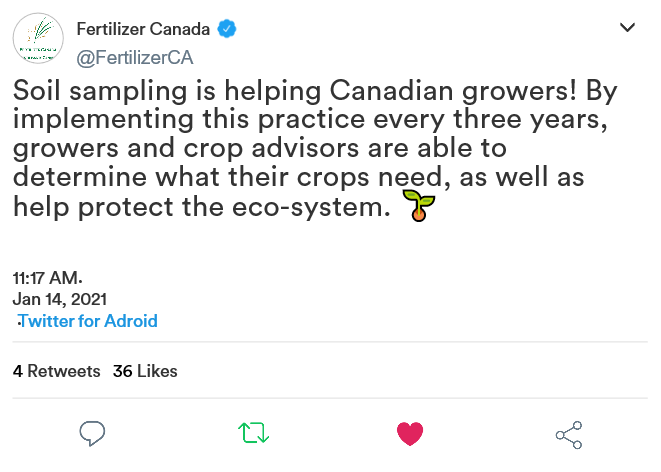 Fertilizer Canada
@FertilizerCA
Soil sampling is helping Canadian growers! By
implementing this practice every three years,
growers and crop advisors are able to
determine what their crops need, as well as
help protect the eco-system.
11:17 AM.
Jan 14, 2021
.Twitter for Adroid
4 Retweets 36 Likes